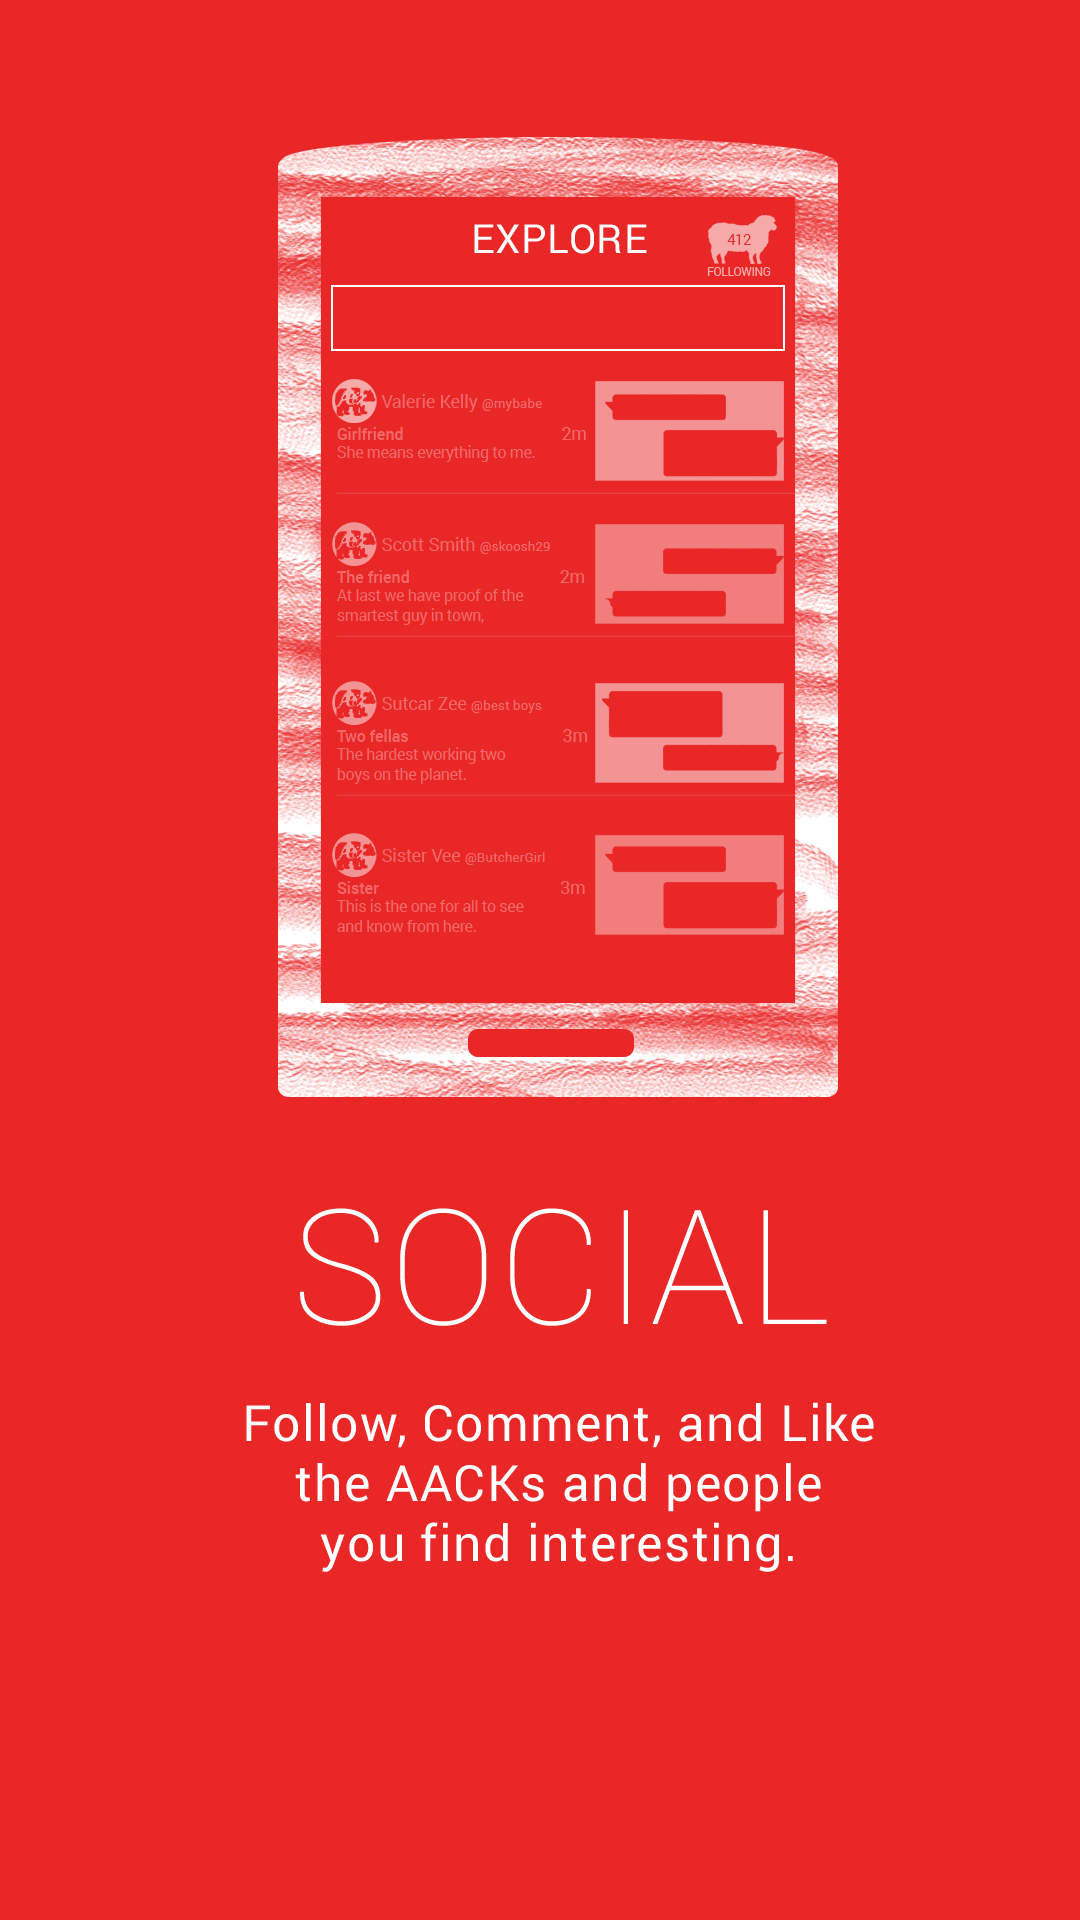 EXPLORE
412
FOLLOWING
Valerie Kelly @mybabe
Girlfriend
2m
She means everything to me.
Scott Smith @skoosh29
The friend
2m
At last we have proof of the
smartest guy in town,
Sutcar Zee @best boys
Two fellas
3m
The hardest working two
boys on the planet.
Sister Vee @ButcherGirl
Sister
3m
This is the one for all to see
and know from here.
SOCIAL
Follow, Comment, and Like
the AACKs and people
you find interesting.